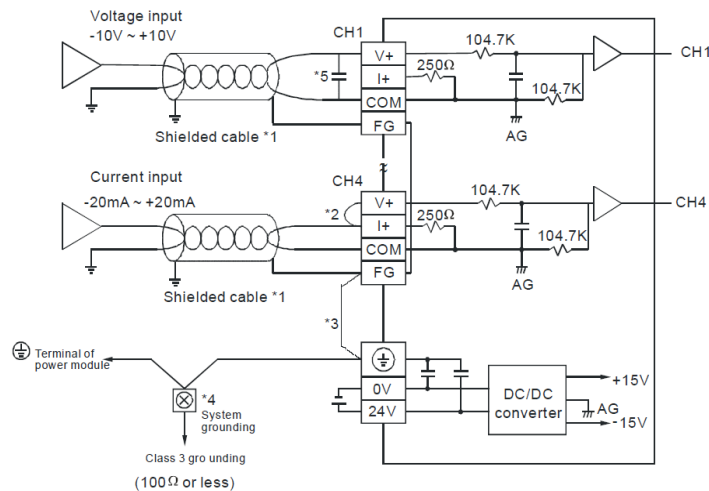 Voltage input
-10V ~ +10V
CH1
V+
I+
COM
FG
*5
250Ω
104.7K
104.7K
AG
CH1
Shielded cable *1
Current input
-20mA ~ +20mA
CH4
V+
I+
COM
FG
*2
250Ω
104.7K
104.7K
AG
CH4
Shielded cable *1
*3
Terminal of
power module
*4
System
grounding
Class 3 gro unding
(100Ω or less)
0V
24V
DC/DC
converter
+15V
AG
-15V